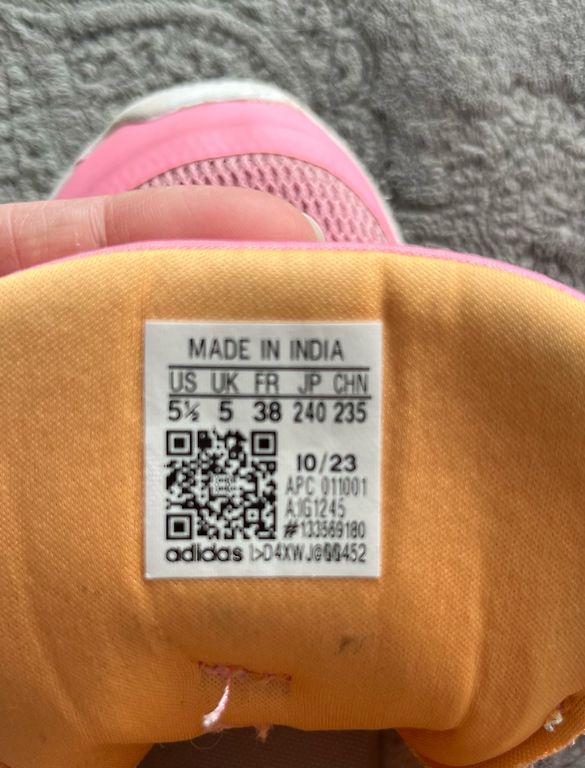 MADE IN INDIA
US UK FR JP CHN
5½ 5 38 240 235
10/23
APC 011001
AJG1245
#133569180
adidas